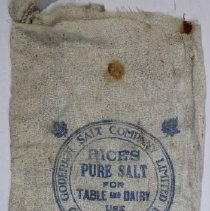 GODERICH SALT COMPANY LIMITED
RICE'S
PURE SALT
FOR
TABLE AND DAIRY
USE